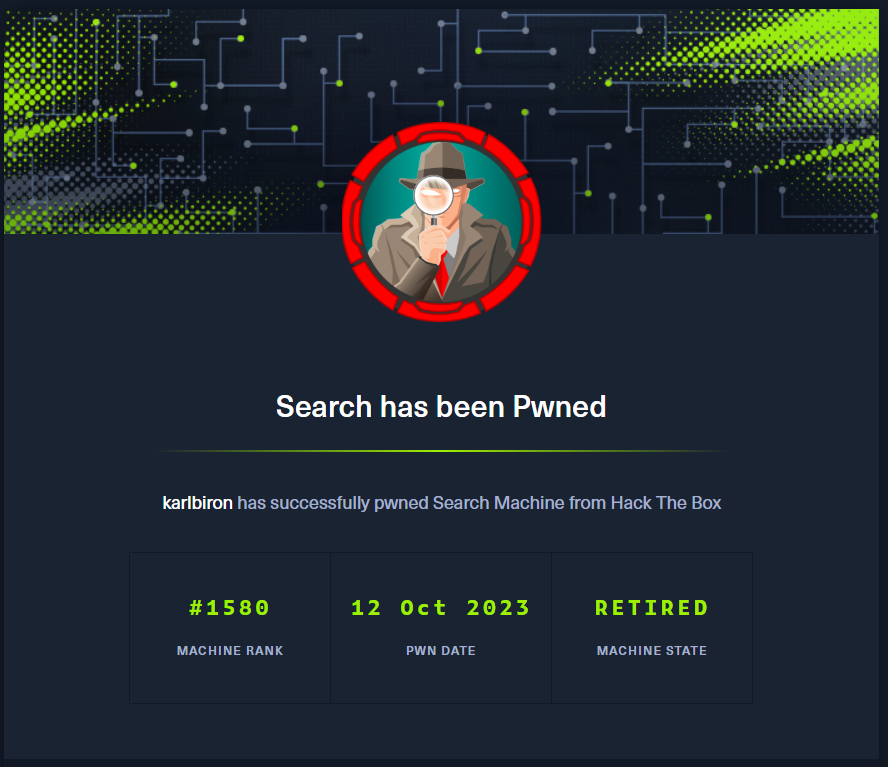 Search has been Pwned
karlbiron has successfully pwned Search Machine from Hack The Box
#1580
MACHINE RANK
12 Oct 2023
PWN DATE
RETIRED
MACHINE STATE